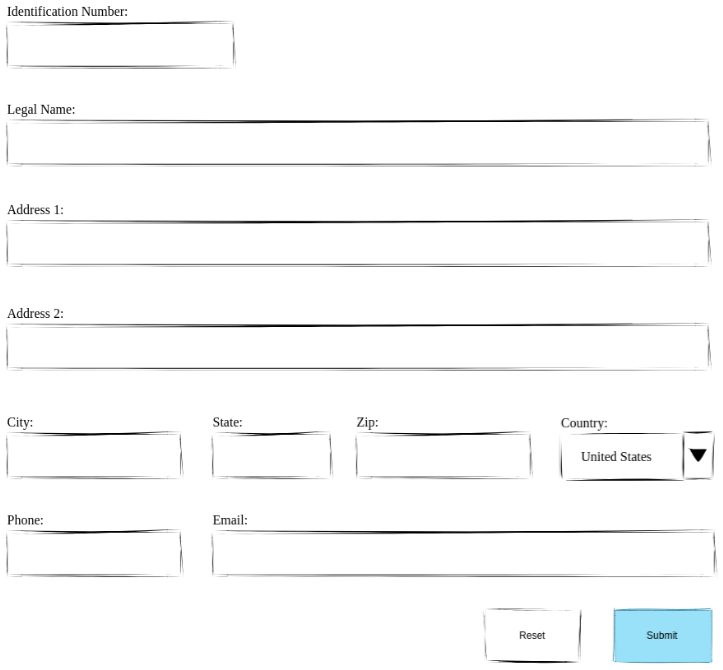 Identification Number:
Legal Name:
Address 1:
Address 2:
City: State: Zip: Country:
United States
Phone: Email:
Reset Submit